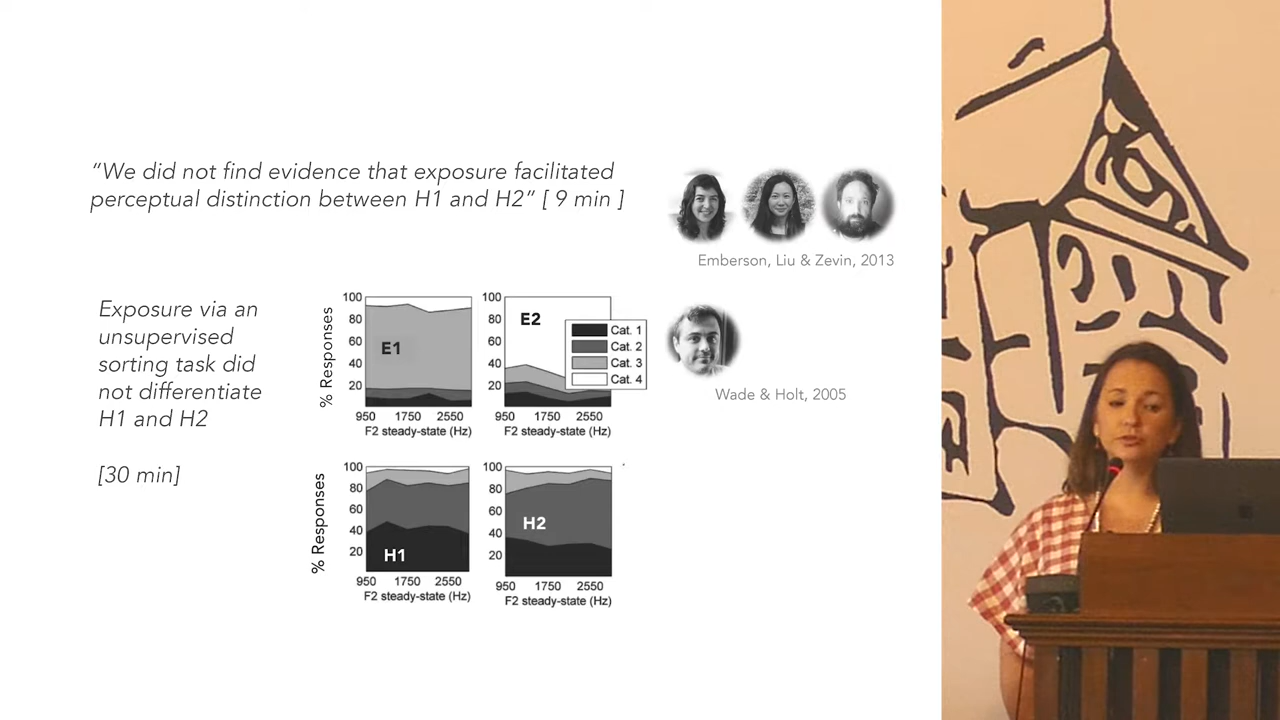 “We did not find evidence that exposure facilitated
perceptual distinction between H1 and H2” [ 9 min ]
Emberson, Liu & Zevin, 2013
Exposure via an
unsupervised
sorting task did
not differentiate
H1 and H2
[30 min]
Wade & Holt, 2005
% Responses
100
80
60
40
20
E1
950 1750 2550
F2 steady-state (Hz)
100
80
60
40
20
E2
Cat. 1
Cat. 2
Cat. 3
Cat. 4
950 1750 2550
F2 steady-state (Hz)
% Responses
100
80
60
40
20
H1
950 1750 2550
F2 steady-state (Hz)
100
80
60
40
20
H2
950 1750 2550
F2 steady-state (Hz)